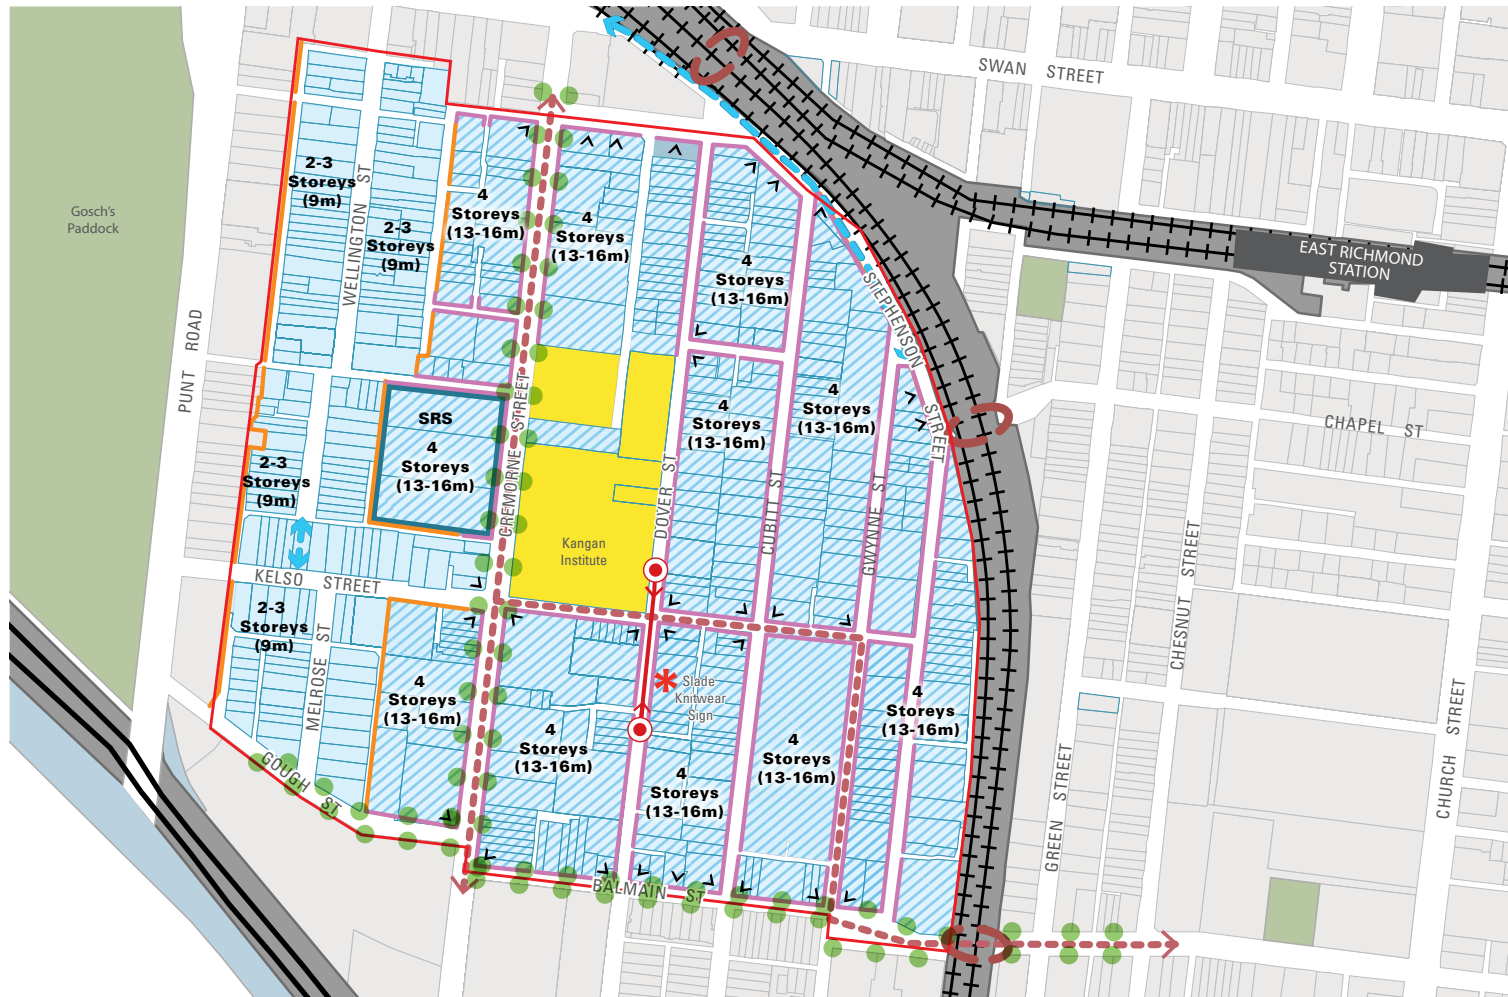 SWAN STREET
Gosch's
Paddock
2-3
Storeys
(9m)
WELLINGTON ST
2-3
Storeys
(9m)
4
Storeys
(13-16m)
4
Storeys
(13-16m)
4
Storeys
(13-16m)
EAST RICHMOND
STATION
STEPHENSON STREET
PUNT ROAD
SRS
4
Storeys
(13-16m)
CREMORNE STREET
4
Storeys
(13-16m)
4
Storeys
(13-16m)
CHAPEL ST
2-3
Storeys
(9m)
DOVER ST
CUBITT ST
GWYNNE ST
Kangan
Institute
KELSO STREET
CHESNUT STREET
2-3
Storeys
(9m)
MELROSE ST
4
Storeys
(13-16m)
Slade
Knitwear
Sign
4
Storeys
(13-16m)
4
Storeys
(13-16m)
4
Storeys
(13-16m)
4
Storeys
(13-16m)
GOUGH ST
GREEN STREET
CHURCH STREET
BALMAIN ST